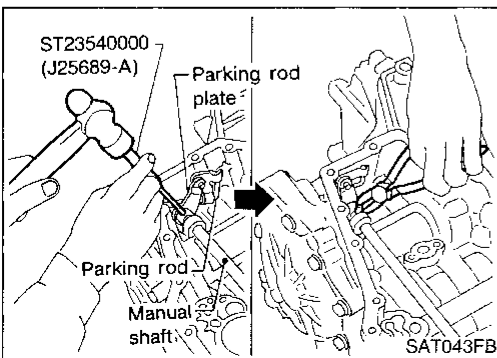 ST23540000
(J25689-A)
Parking rod
plate
Parking rod
Manual
shaft
SAT043FB